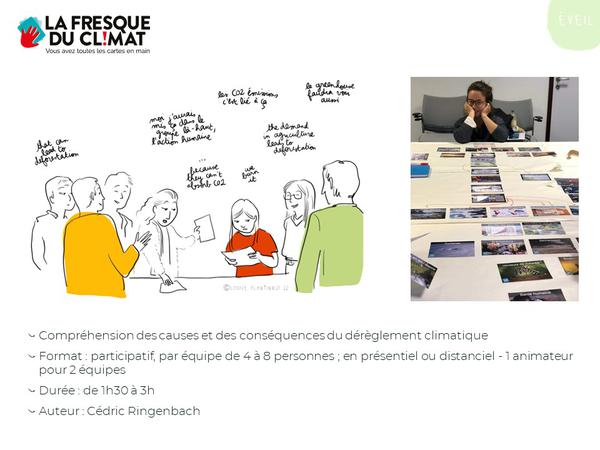 ÉVEIL
LA FRESQUE
DU CL!MAT
Vous avez toutes les cartes en main
les CO2 émissions
c'est lié à ça
le greenhouse
faudra voir
aussi
moi j'aurais
mis ça dans le
groupe là-haut,
l'action humaine
the demand
in agriculture
leads to
deforestation
that can
lead to
deforestation
...
because
they can't
absorb CO2
we
burn
it
Compréhension des causes et des conséquences du dérèglement climatique
Format : participatif, par équipe de 4 à 8 personnes ; en présentiel ou distanciel - 1 animateur
pour 2 équipes
Durée : de 1h30 à 3h
Auteur : Cédric Ringenbach